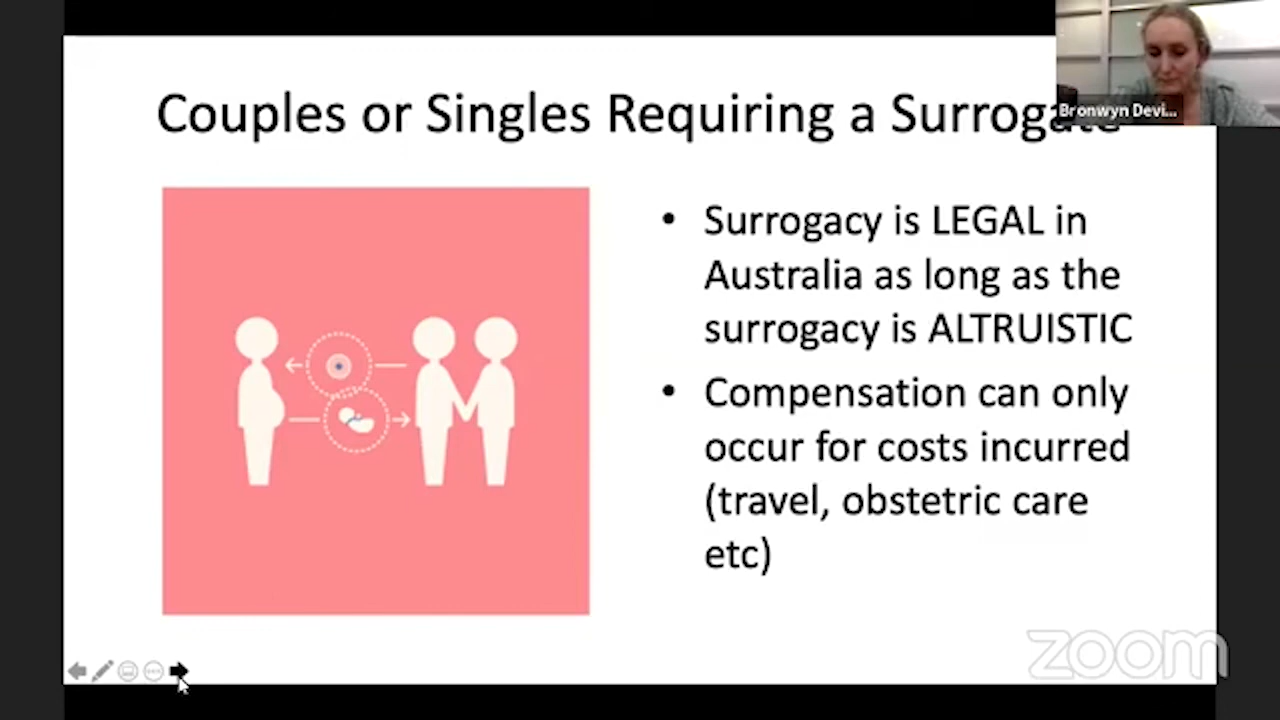 Couples or Singles Requiring a Surrogate
Bronwyn Devi...
• Surrogacy is LEGAL in
Australia as long as the
surrogacy is ALTRUISTIC
• Compensation can only
occur for costs incurred
(travel, obstetric care
etc)
zoom